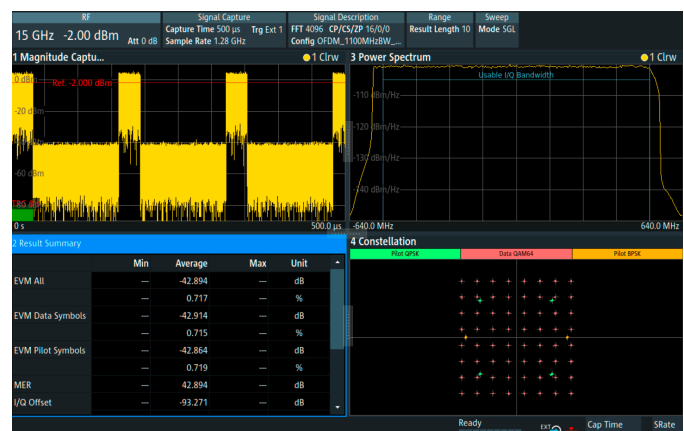 RF
15 GHz -2.00 dBm Att 0 dB
Signal Capture
Capture Time 500 µs Trg Ext 1
Sample Rate 1.28 GHz
Signal Description
FFT 4096 CP/CS/ZP 16/0/0
Config OFDM_1100MHzBW_...
Range
Result Length 10
Sweep
Mode SGL
1 Magnitude Captu... 1 Clrw
0 dBm
Ref. -2.000 dBm
-20 dBm
-60 dBm
0 s 500.0 µs
3 Power Spectrum 1 Clrw
Usable I/Q Bandwidth
-110 dBm/Hz
-120 dBm/Hz
-130 dBm/Hz
-140 dBm/Hz
-640.0 MHz 640.0 MHz
2 Result Summary
Min Average Max Unit
EVM All --- -42.894 --- dB
--- 0.717 --- %
EVM Data Symbols --- -42.914 --- dB
--- 0.715 --- %
EVM Pilot Symbols --- -42.864 --- dB
--- 0.719 --- %
MER --- 42.894 --- dB
I/Q Offset --- -93.271 --- dB
4 Constellation
Pilot QPSK Data QAM64 Pilot BPSK
Ready EXT Cap Time SRate